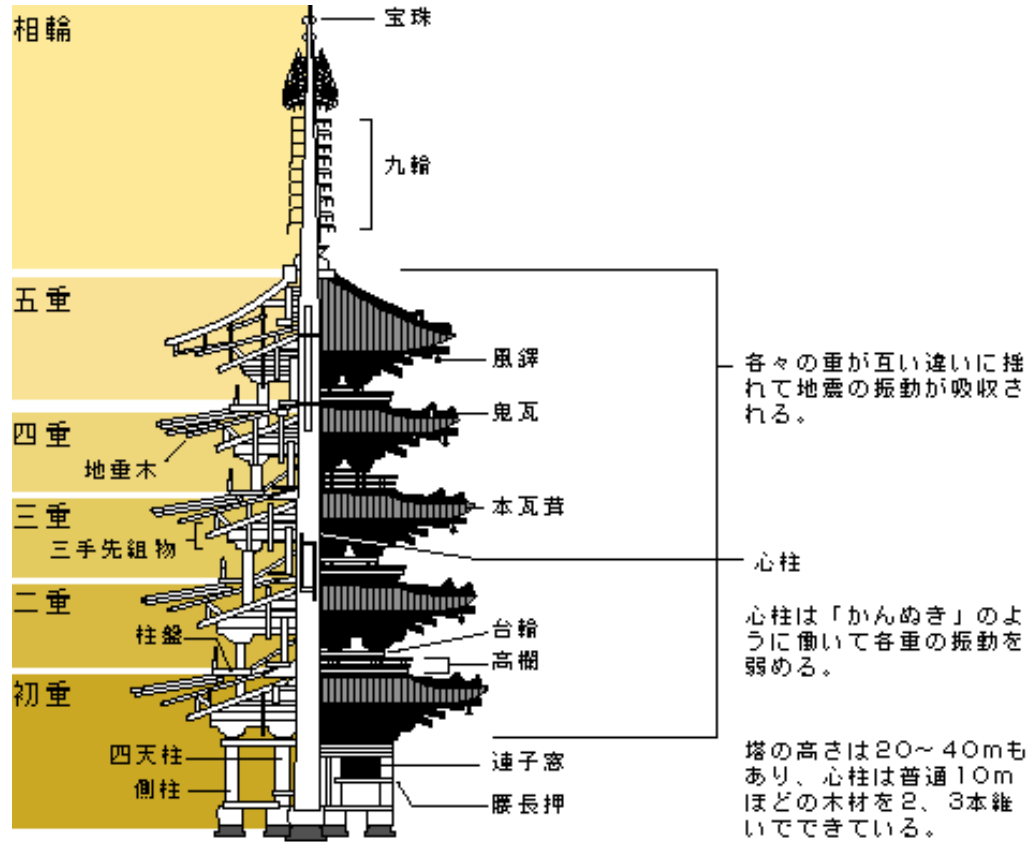 相輪
宝珠
九輪
五重
風鐸
各々の重が互い違いに揺
れて地震の振動が吸収さ
れる。
鬼瓦
四重
地垂木
三重
本瓦葺
三手先組物
心柱
二重
心柱は「かんぬき」のよ
うに働いて各重の振動を
弱める。
台輪
柱盤
高欄
初重
四天柱
連子窓
側柱
腰長押
塔の高さは20〜40mも
あり、心柱は普通10m
ほどの木材を2、3本継
いでできている。